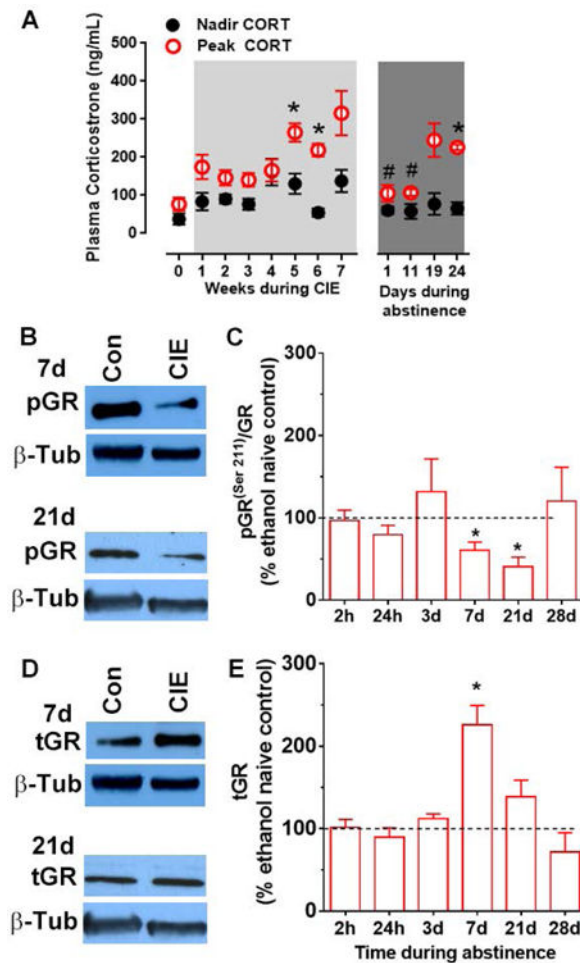 A
Nadir CORT
Peak CORT
Plasma Corticostrone (ng/mL)
500
400
300
200
100
0
* * # # *
0 1 2 3 4 5 6 7
Weeks during CIE
1 11 19 24
Days during
abstinence
B
Con CIE
7d
pGR
β-Tub
21d
pGR
β-Tub
C
pGR(Ser 211)/GR
(% ethanol naive control)
300
200
100
0
* *
2h 24h 3d 7d 21d 28d
D
Con CIE
7d
tGR
β-Tub
21d
tGR
β-Tub
E
tGR
(% ethanol naive control)
300
200
100
0
*
2h 24h 3d 7d 21d 28d
Time during abstinence